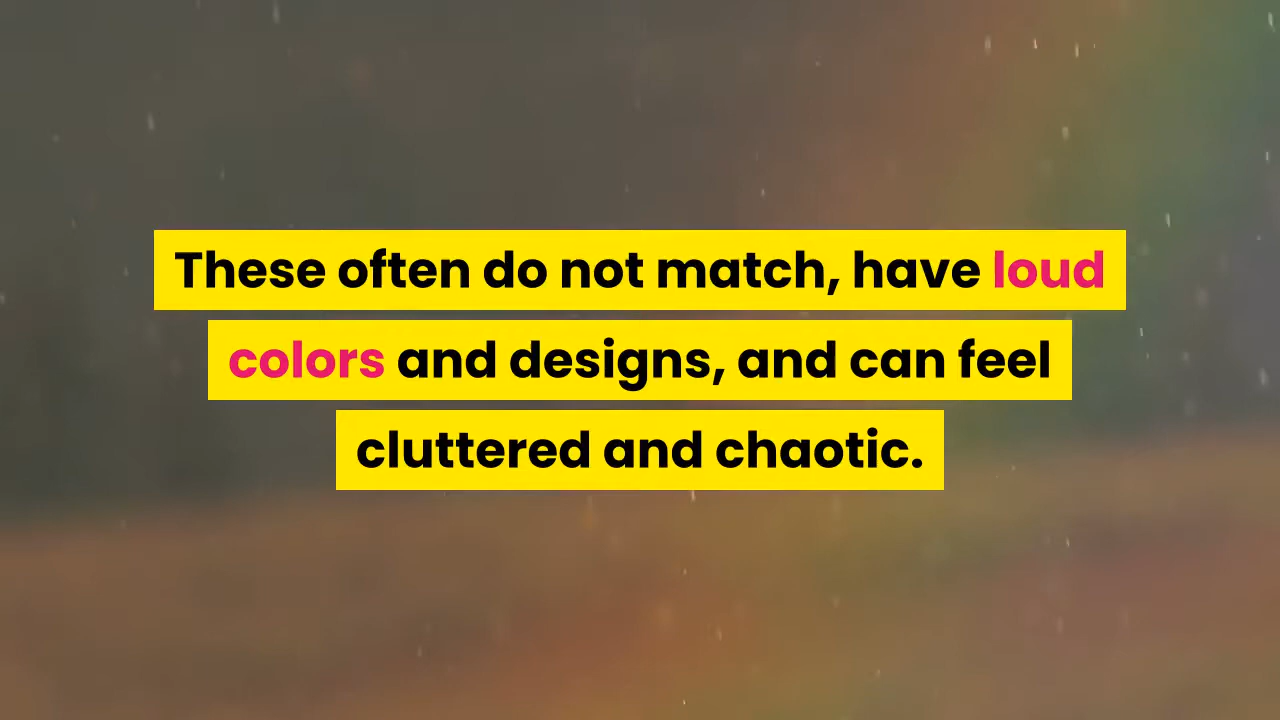 These often do not match, have loud
colors and designs, and can feel
cluttered and chaotic.